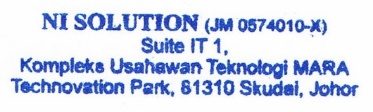 NI SOLUTION (JM 0574010-X)
Suite IT 1,
Kompleks Usahawan Teknologi MARA
Technovation Park, 81310 Skudai, Johor